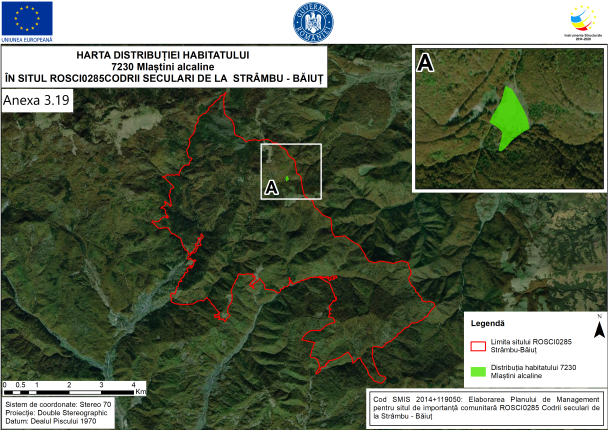 UNIUNEA EUROPEANĂ
GUVERNUL ROMÂNIEI
Instrumente Structurale
2014-2020
HARTA DISTRIBUȚIEI HABITATULUI
7230 Mlaștini alcaline
ÎN SITUL ROSCI0285CODRII SECULARI DE LA STRÂMBU - BĂIUȚ
Anexa 3.19
A
A
N
Legendă
Limita sitului ROSCI0285
Strâmbu-Băiuț
Distribuția habitatului 7230
Mlaștini alcaline
0 0.5 1 2 3 4
Km
Sistem de coordonate: Stereo 70
Proiecție: Double Stereographic
Datum: Dealul Piscului 1970
Cod SMIS 2014+119050: Elaborarea Planului de Management
pentru situl de importanță comunitară ROSCI0285 Codrii seculari de
la Strâmbu - Băiuț